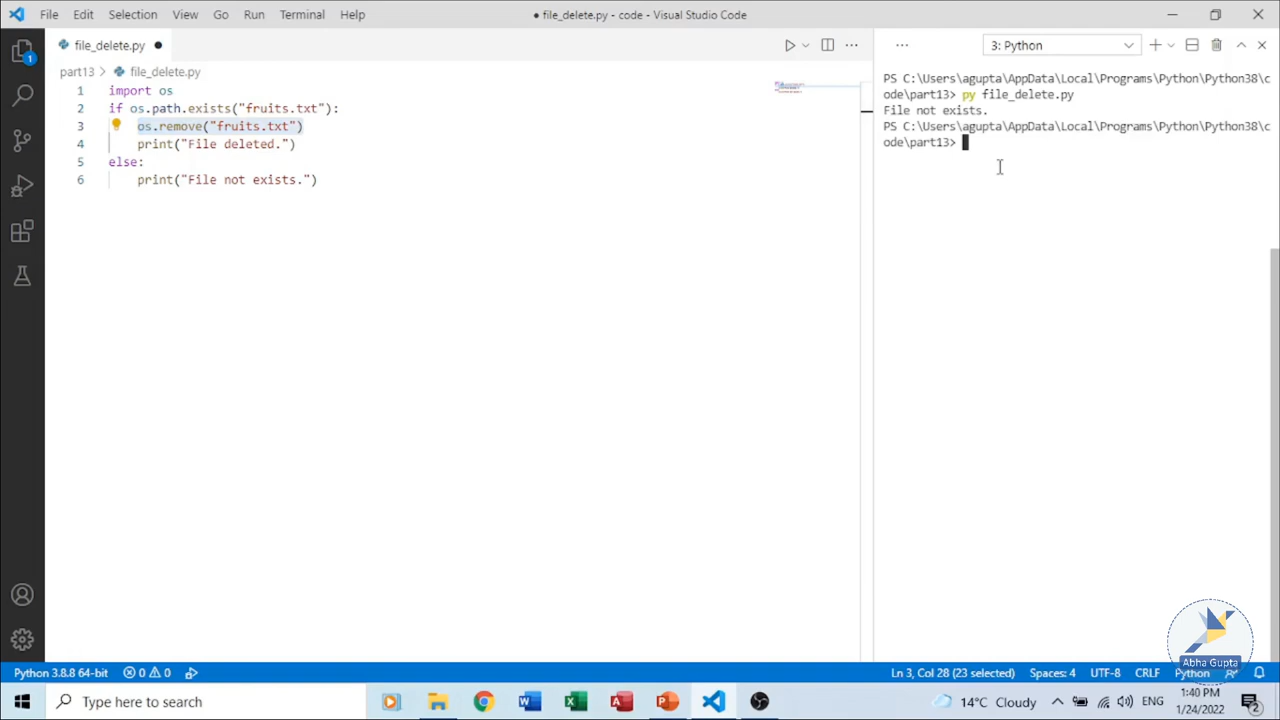 File Edit Selection View Go Run Terminal Help
● file_delete.py - code - Visual Studio Code
file_delete.py ●
3: Python
part13 > file_delete.py
1 import os
2 if os.path.exists("fruits.txt"):
3 os.remove("fruits.txt")
4 print("File deleted.")
5 else:
6 print("File not exists.")
PS C:\Users\agupta\AppData\Local\Programs\Python\Python38\c
ode\part13> py file_delete.py
File not exists.
PS C:\Users\agupta\AppData\Local\Programs\Python\Python38\c
ode\part13>
1
Abha Gupta
Python 3.8.8 64-bit 0 0 Ln 3, Col 28 (23 selected) Spaces: 4 UTF-8 CRLF Python
Type here to search
14°C Cloudy ENG
1:40 PM
1/24/2022
2